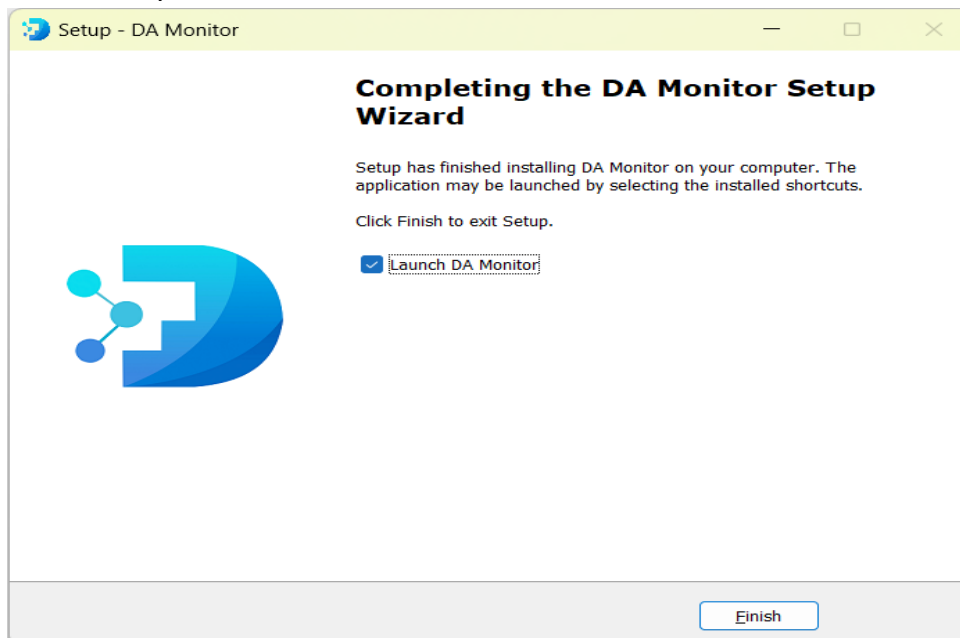 Setup - DA Monitor
Completing the DA Monitor Setup
Wizard
Setup has finished installing DA Monitor on your computer. The
application may be launched by selecting the installed shortcuts.
Click Finish to exit Setup.
Launch DA Monitor
Finish